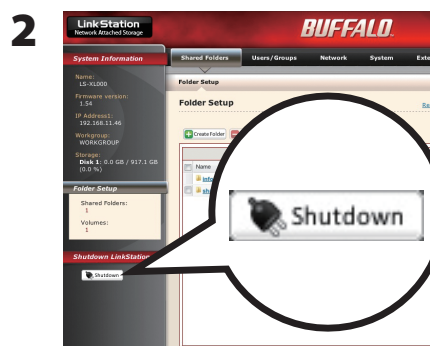 2
LinkStation
Network Attached Storage
BUFFALO
System Information
Shared Folders Users/Groups Network System
Name:
LS-XL000
Firmware version:
1.54
IP Address1:
192.168.11.46
Workgroup:
WORKGROUP
Storage:
Disk 1: 0.0 GB / 917.1 GB
(0.0 %)
Folder Setup
Folder Setup
Create Folder
Name
info
Folder Setup
Shared Folders:
1
Volumes:
1
Shutdown LinkStation
Shutdown
Shutdown